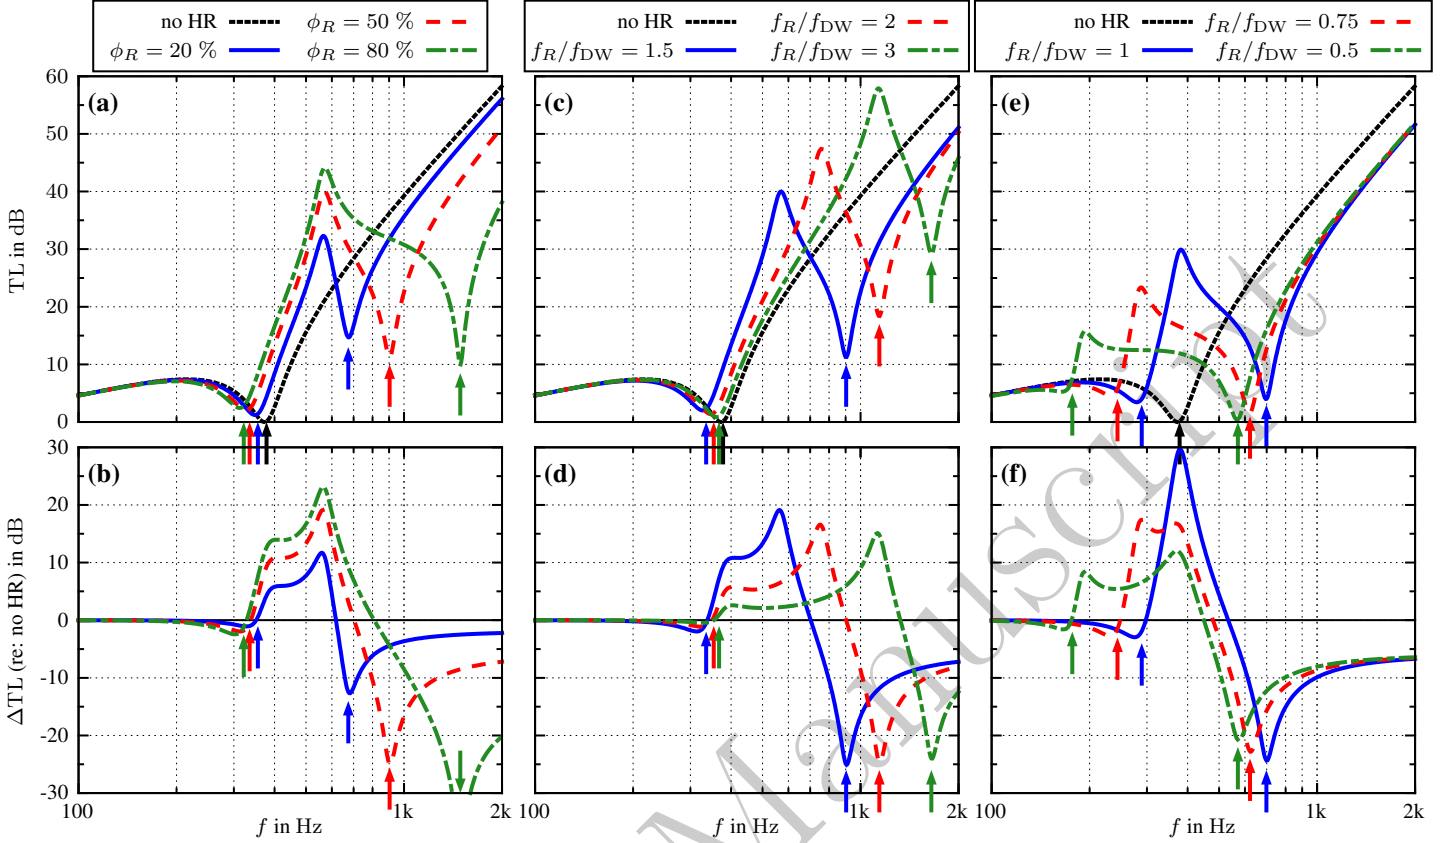 no HR
ϕ_R = 50 %
ϕ_R = 20 %
ϕ_R = 80 %
no HR
f_R/f_DW = 2
f_R/f_DW = 1.5
f_R/f_DW = 3
no HR
f_R/f_DW = 0.75
f_R/f_DW = 1
f_R/f_DW = 0.5
TL in dB
60
50
40
30
20
10
0
(a)
(c)
(e)
ΔTL (re: no HR) in dB
30
20
10
0
-10
-20
-30
(b)
(d)
(f)
100
1k
2k
100
1k
2k
100
1k
2k
f in Hz
f in Hz
f in Hz
Manuscript